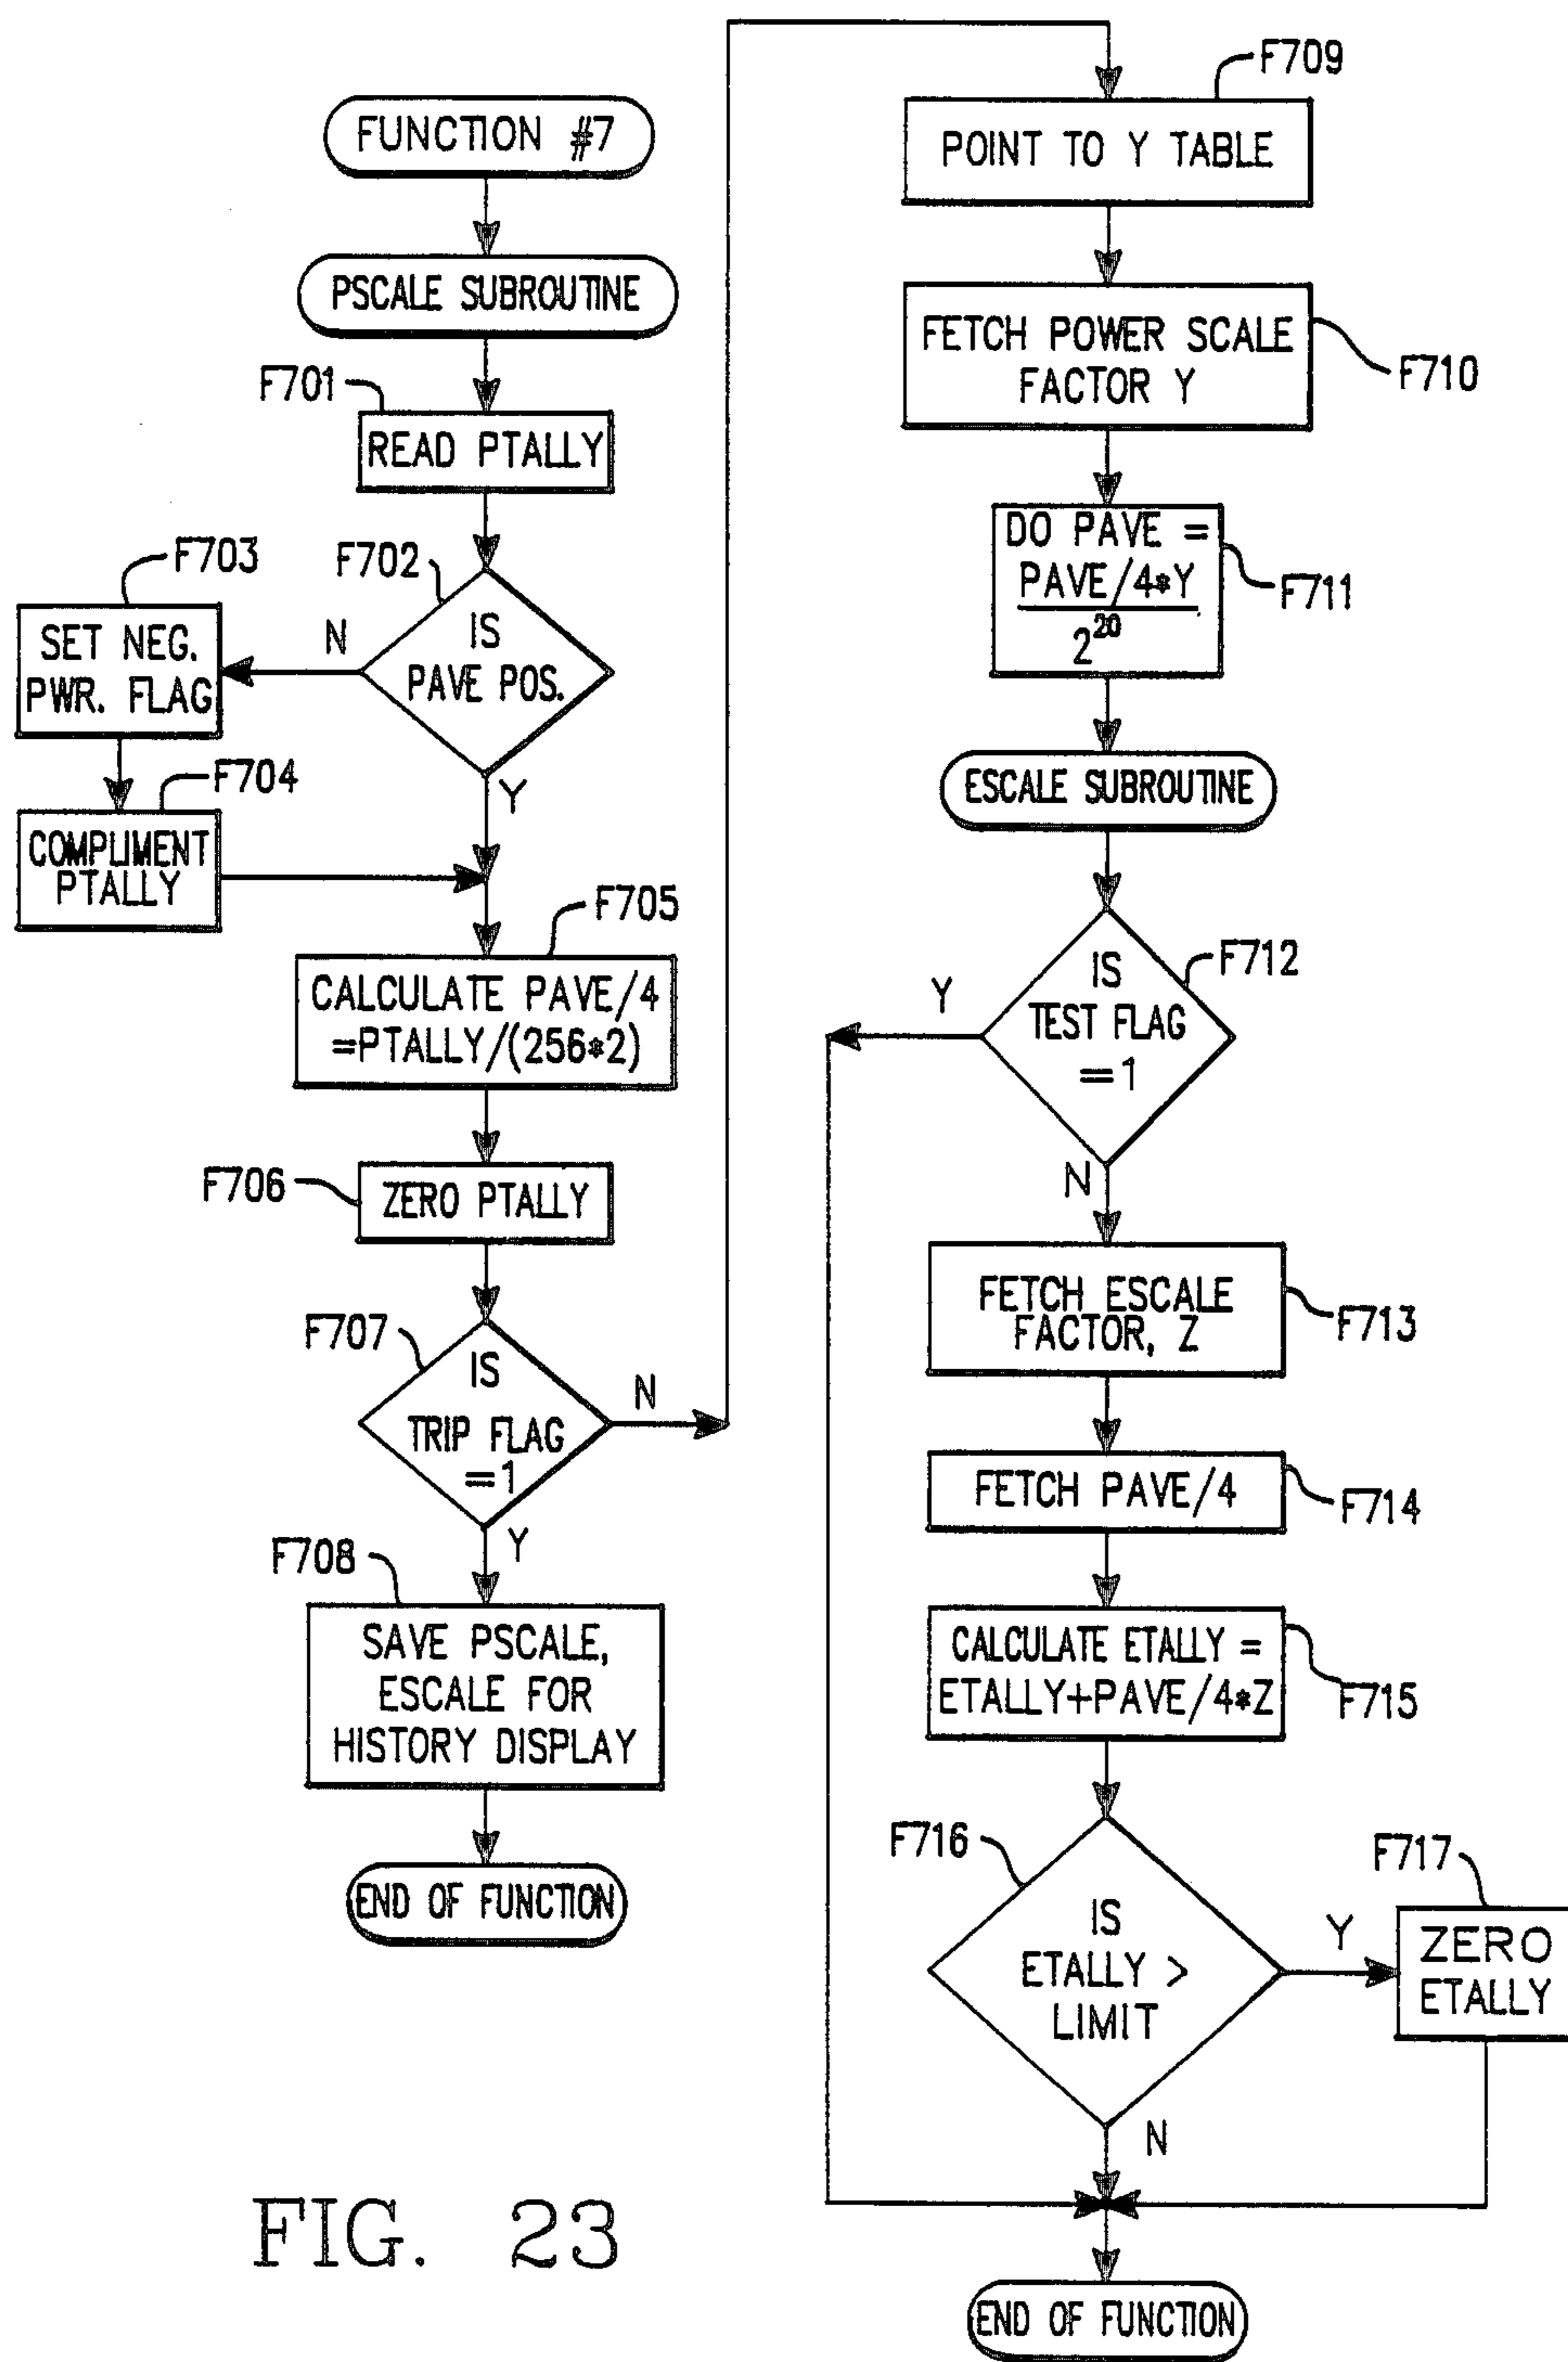 FUNCTION #7
PSCALE SUBROUTINE
F701
READ PTALLY
F702
IS
PAVE POS.
N
Y
F703
SET NEG.
PWR. FLAG
F704
COMPLIMENT
PTALLY
F705
CALCULATE PAVE/4
=PTALLY/(256*2)
F706
ZERO PTALLY
F707
IS
TRIP FLAG
=1
N
Y
F708
SAVE PSCALE,
ESCALE FOR
HISTORY DISPLAY
END OF FUNCTION
F709
POINT TO Y TABLE
FETCH POWER SCALE
FACTOR Y
F710
DO PAVE =
PAVE/4*Y
2^20
F711
ESCALE SUBROUTINE
F712
IS
TEST FLAG
=1
Y
N
FETCH ESCALE
FACTOR, Z
F713
FETCH PAVE/4
F714
CALCULATE ETALLY =
ETALLY+PAVE/4*Z
F715
F716
IS
ETALLY >
LIMIT
Y
N
F717
ZERO
ETALLY
END OF FUNCTION
FIG. 23